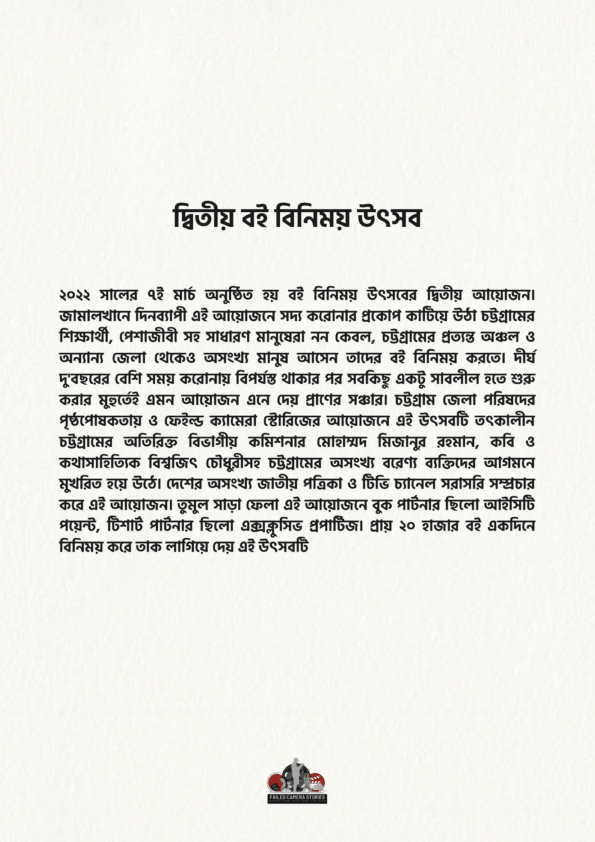 দ্বিতীয় বই বিনিময় উৎসব
২০২২ সালের ৭ই মার্চ অনুষ্ঠিত হয় বই বিনিময় উৎসবের দ্বিতীয় আয়োজন।
জামালখানে দিনব্যাপী এই আয়োজনে সদ্য করোনার প্রকোপ কাটিয়ে উঠা চট্টগ্রামের
শিক্ষার্থী, পেশাজীবী সহ সাধারণ মানুষেরা নন কেবল, চট্টগ্রামের প্রত্যন্ত অঞ্চল ও
অন্যান্য জেলা থেকেও অসংখ্য মানুষ আসেন তাদের বই বিনিময় করতে। দীর্ঘ
দু'বছরের বেশি সময় করোনায় বিপর্যস্ত থাকার পর সবকিছু একটু সাবলীল হতে শুরু
করার মুহুর্তেই এমন আয়োজন এনে দেয় প্রাণের সঞ্চার। চট্টগ্রাম জেলা পরিষদের
পৃষ্ঠপোষকতায় ও ফেইল্ড ক্যামেরা স্টোরিজের আয়োজনে এই উৎসবটি তৎকালীন
চট্টগ্রামের অতিরিক্ত বিভাগীয় কমিশনার মোহাম্মদ মিজানুর রহমান, কবি ও
কথাসাহিত্যিক বিশ্বজিৎ চৌধুরীসহ চট্টগ্রামের অসংখ্য বরেণ্য ব্যক্তিদের আগমনে
মুখরিত হয়ে উঠে। দেশের অসংখ্য জাতীয় পত্রিকা ও টিভি চ্যানেল সরাসরি সম্প্রচার
করে এই আয়োজন। তুমুল সাড়া ফেলা এই আয়োজনে বুক পার্টনার ছিলো আইসিটি
পয়েন্ট, টিশার্ট পার্টনার ছিলো এক্সক্লুসিভ প্রপার্টিজ। প্রায় ২০ হাজার বই একদিনে
বিনিময় করে তাক লাগিয়ে দেয় এই উৎসবটি
FAILED CAMERA STORIES